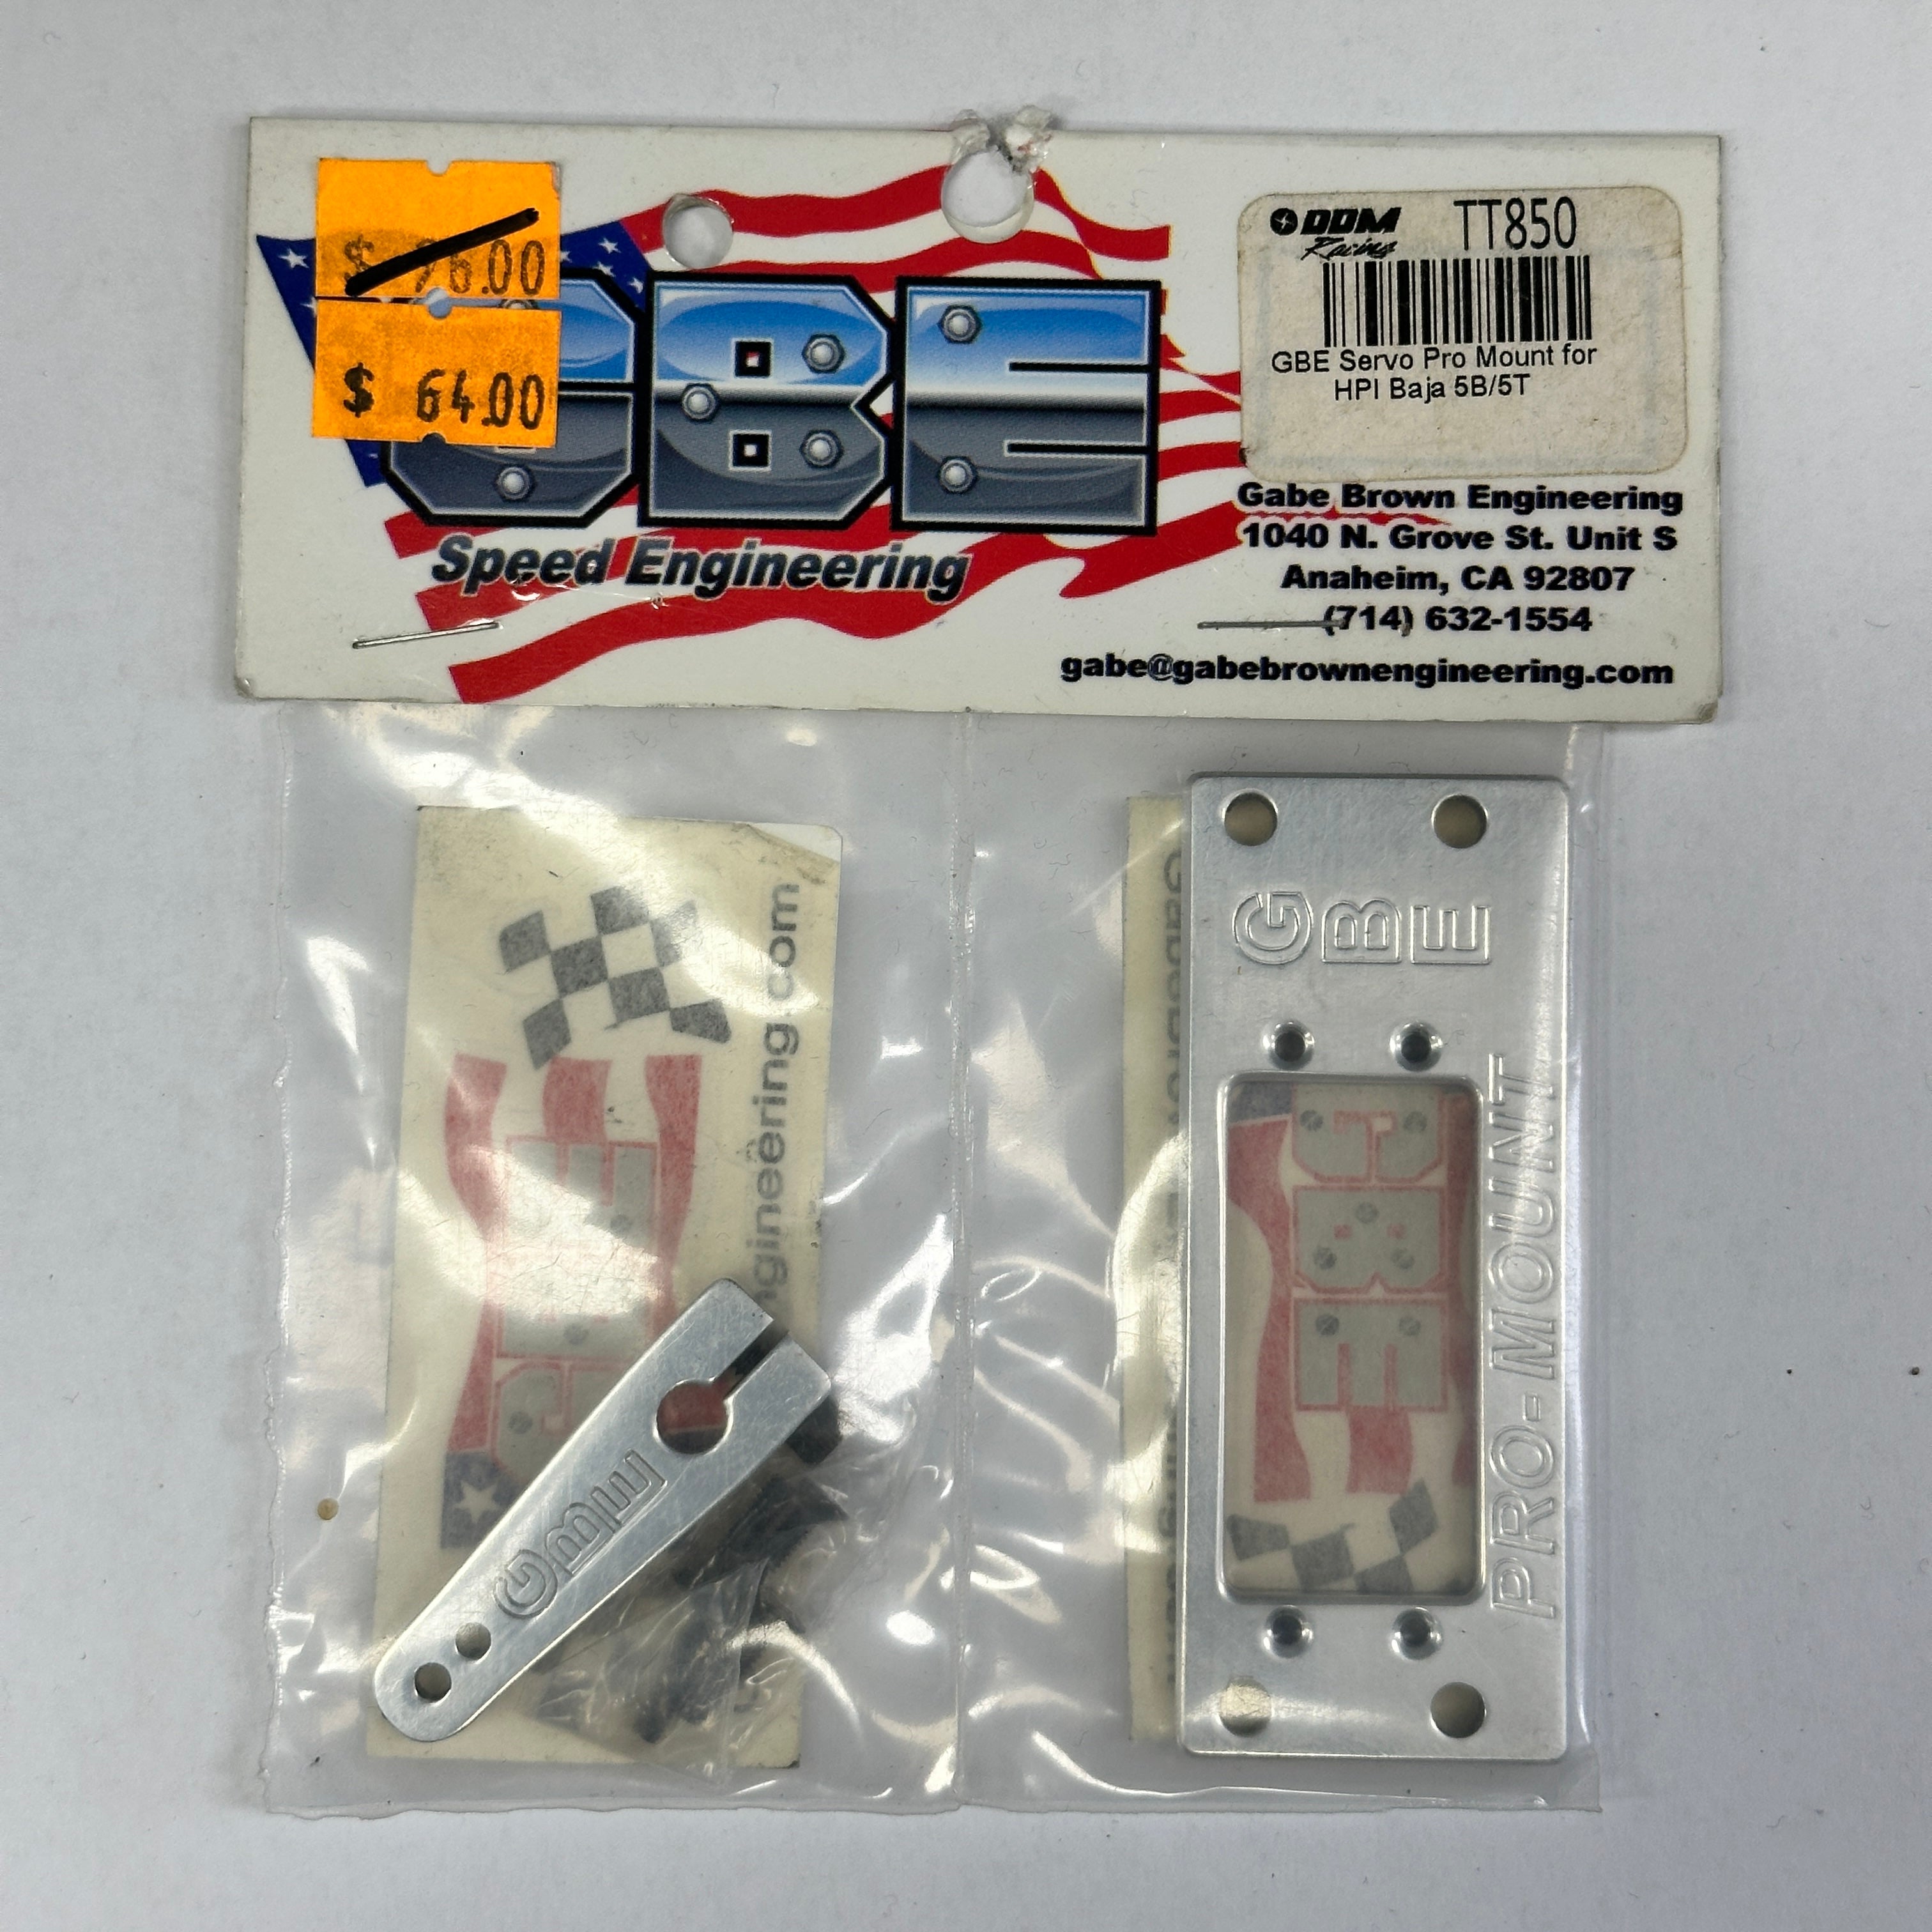 $ 76.00
$ 64.00
GBE
Speed Engineering
DDM
Racing
TT850
GBE Servo Pro Mount for
HPI Baja 5B/5T
Gabe Brown Engineering
1040 N. Grove St. Unit S
Anaheim, CA 92807
(714) 632-1554
gabe@gabebrownengineering.com
GBE
ngineering.com
GBE
GBE
PRO-MOUNT
GBE